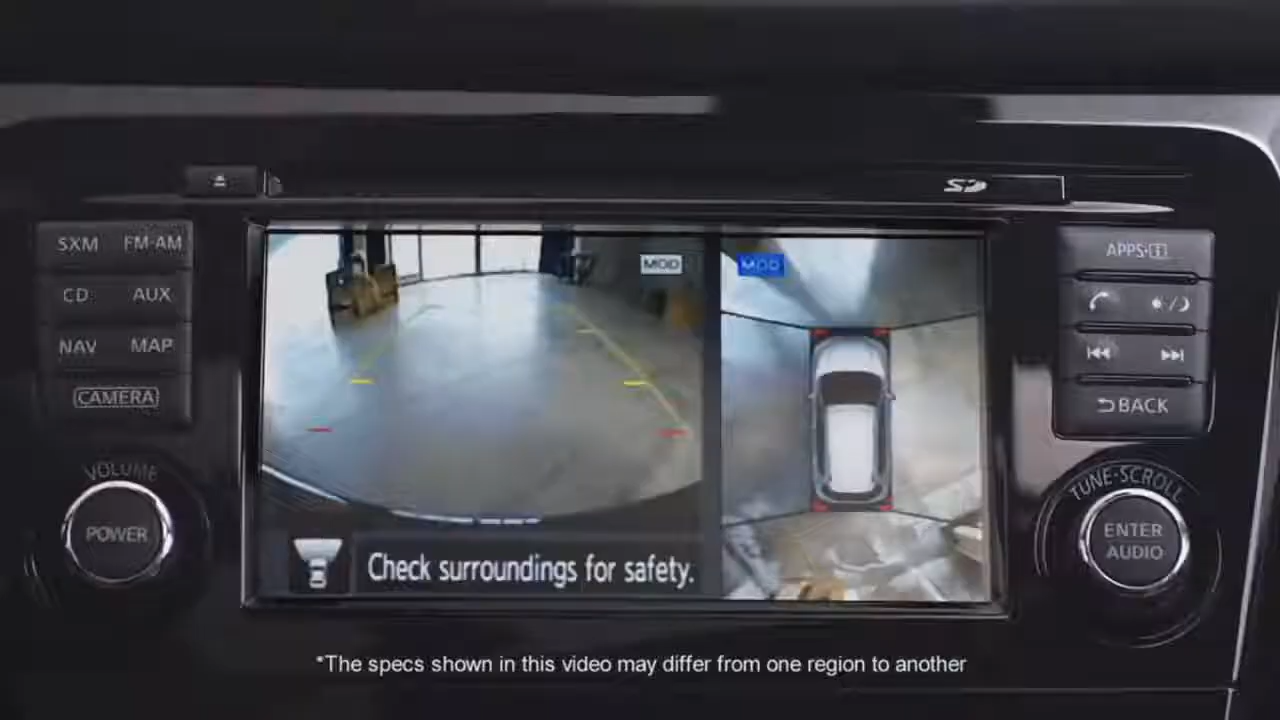 SD
SXM FM·AM
CD AUX
NAV MAP
CAMERA
VOLUME
POWER
MOD
MOD
Check surroundings for safety.
APPS·i
BACK
TUNE·SCROLL
ENTER
AUDIO
*The specs shown in this video may differ from one region to another